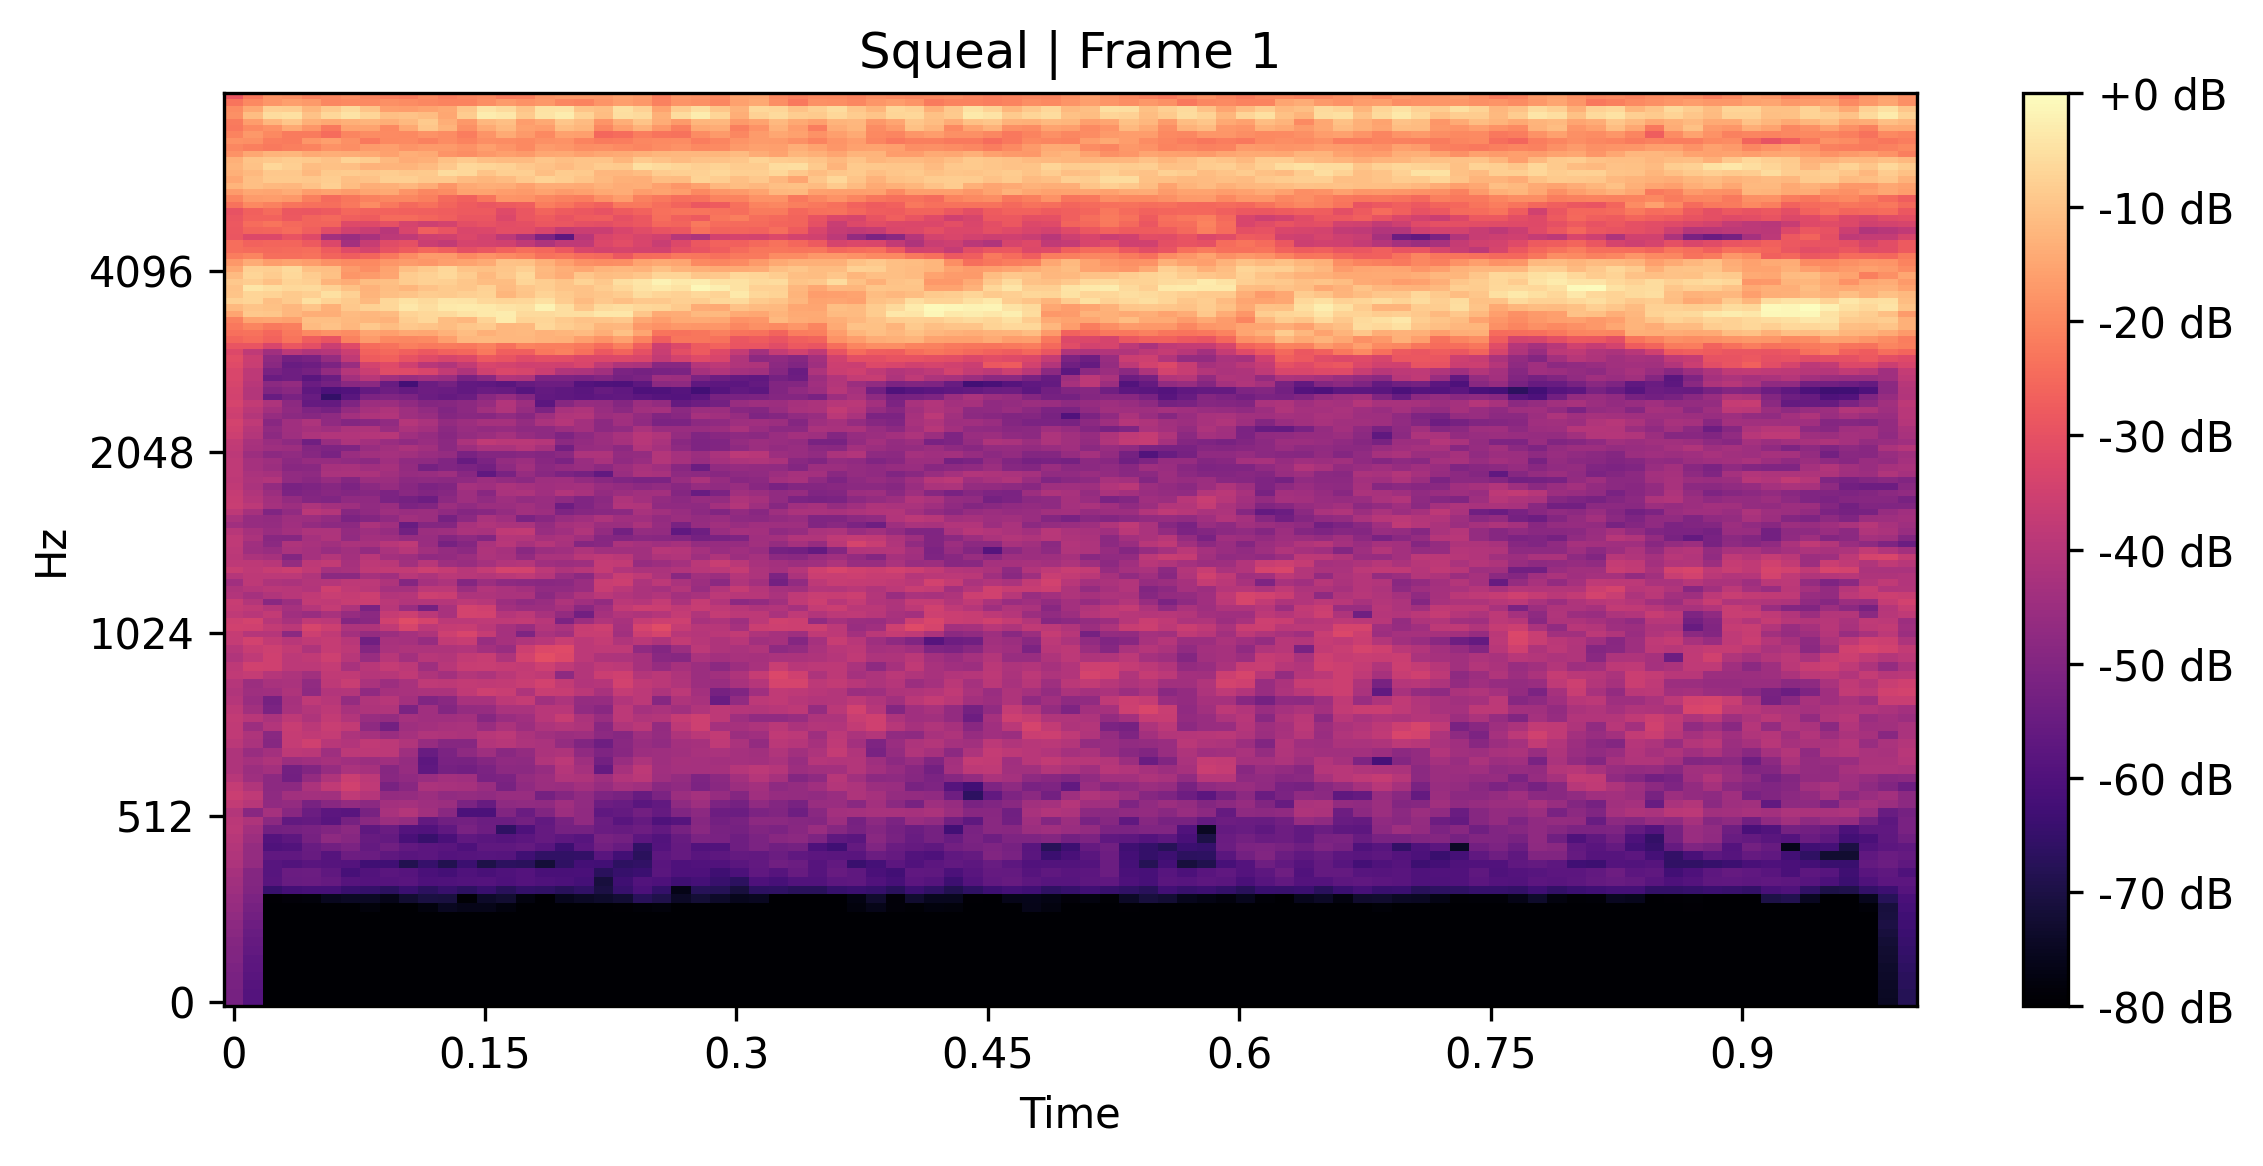 Squeal | Frame 1
Hz
4096
2048
1024
512
0
0 0.15 0.3 0.45 0.6 0.75 0.9
Time
+0 dB
-10 dB
-20 dB
-30 dB
-40 dB
-50 dB
-60 dB
-70 dB
-80 dB